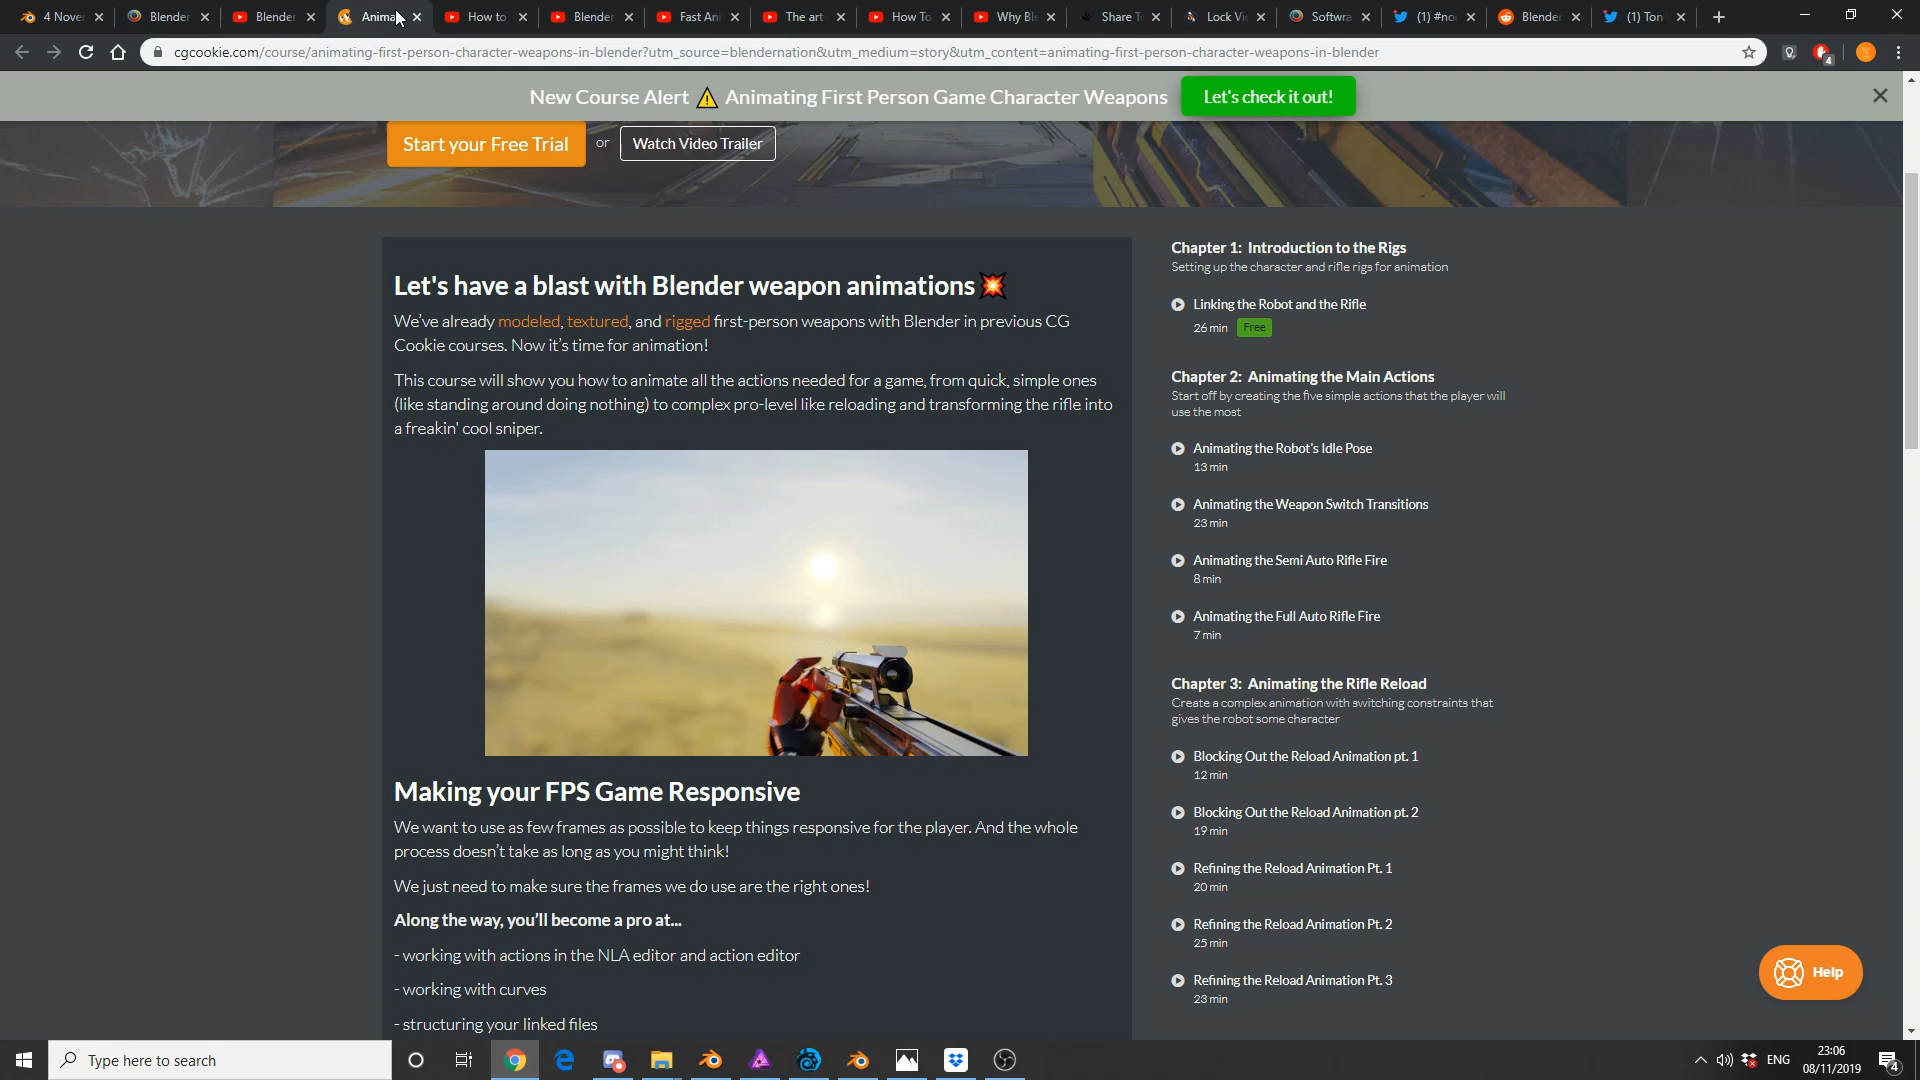 4 Nove
Blender
Blender
Anima
How to
Blender
Fast An
The art
How To
Why Bl
Share T
Lock Vi
Softwra
(1) #no
Blender
(1) Ton
cgcookie.com/course/animating-first-person-character-weapons-in-blender?utm_source=blendernation&utm_medium=story&utm_content=animating-first-person-character-weapons-in-blender
4
New Course Alert ⚠ Animating First Person Game Character Weapons
Let's check it out!
Start your Free Trial
or
Watch Video Trailer
Let's have a blast with Blender weapon animations💥
We've already modeled, textured, and rigged first-person weapons with Blender in previous CG
Cookie courses. Now it's time for animation!
This course will show you how to animate all the actions needed for a game, from quick, simple ones
(like standing around doing nothing) to complex pro-level like reloading and transforming the rifle into
a freakin' cool sniper.
Making your FPS Game Responsive
We want to use as few frames as possible to keep things responsive for the player. And the whole
process doesn't take as long as you might think!
We just need to make sure the frames we do use are the right ones!
Along the way, you'll become a pro at...
- working with actions in the NLA editor and action editor
- working with curves
- structuring your linked files
Chapter 1: Introduction to the Rigs
Setting up the character and rifle rigs for animation
Linking the Robot and the Rifle
26 min
Free
Chapter 2: Animating the Main Actions
Start off by creating the five simple actions that the player will
use the most
Animating the Robot's Idle Pose
13 min
Animating the Weapon Switch Transitions
23 min
Animating the Semi Auto Rifle Fire
8 min
Animating the Full Auto Rifle Fire
7 min
Chapter 3: Animating the Rifle Reload
Create a complex animation with switching constraints that
gives the robot some character
Blocking Out the Reload Animation pt. 1
12 min
Blocking Out the Reload Animation pt. 2
19 min
Refining the Reload Animation Pt. 1
20 min
Refining the Reload Animation Pt. 2
25 min
Refining the Reload Animation Pt. 3
23 min
Help
Type here to search
ENG
23:06
08/11/2019
4